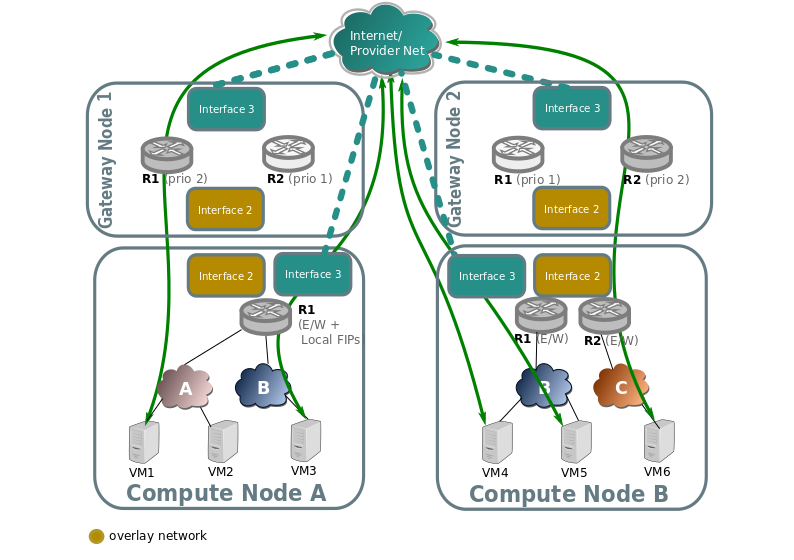 Internet/
Provider Net
Gateway Node 1
Interface 3
R1 (prio 2)
R2 (prio 1)
Interface 2
Gateway Node 2
Interface 3
R1 (prio 1)
R2 (prio 2)
Interface 2
Interface 2
Interface 3
R1
(E/W +
Local FIPs
A
B
VM1
VM2
VM3
Compute Node A
Interface 3
Interface 2
R1 (E/W)
R2 (E/W)
B
C
VM4
VM5
VM6
Compute Node B
overlay network